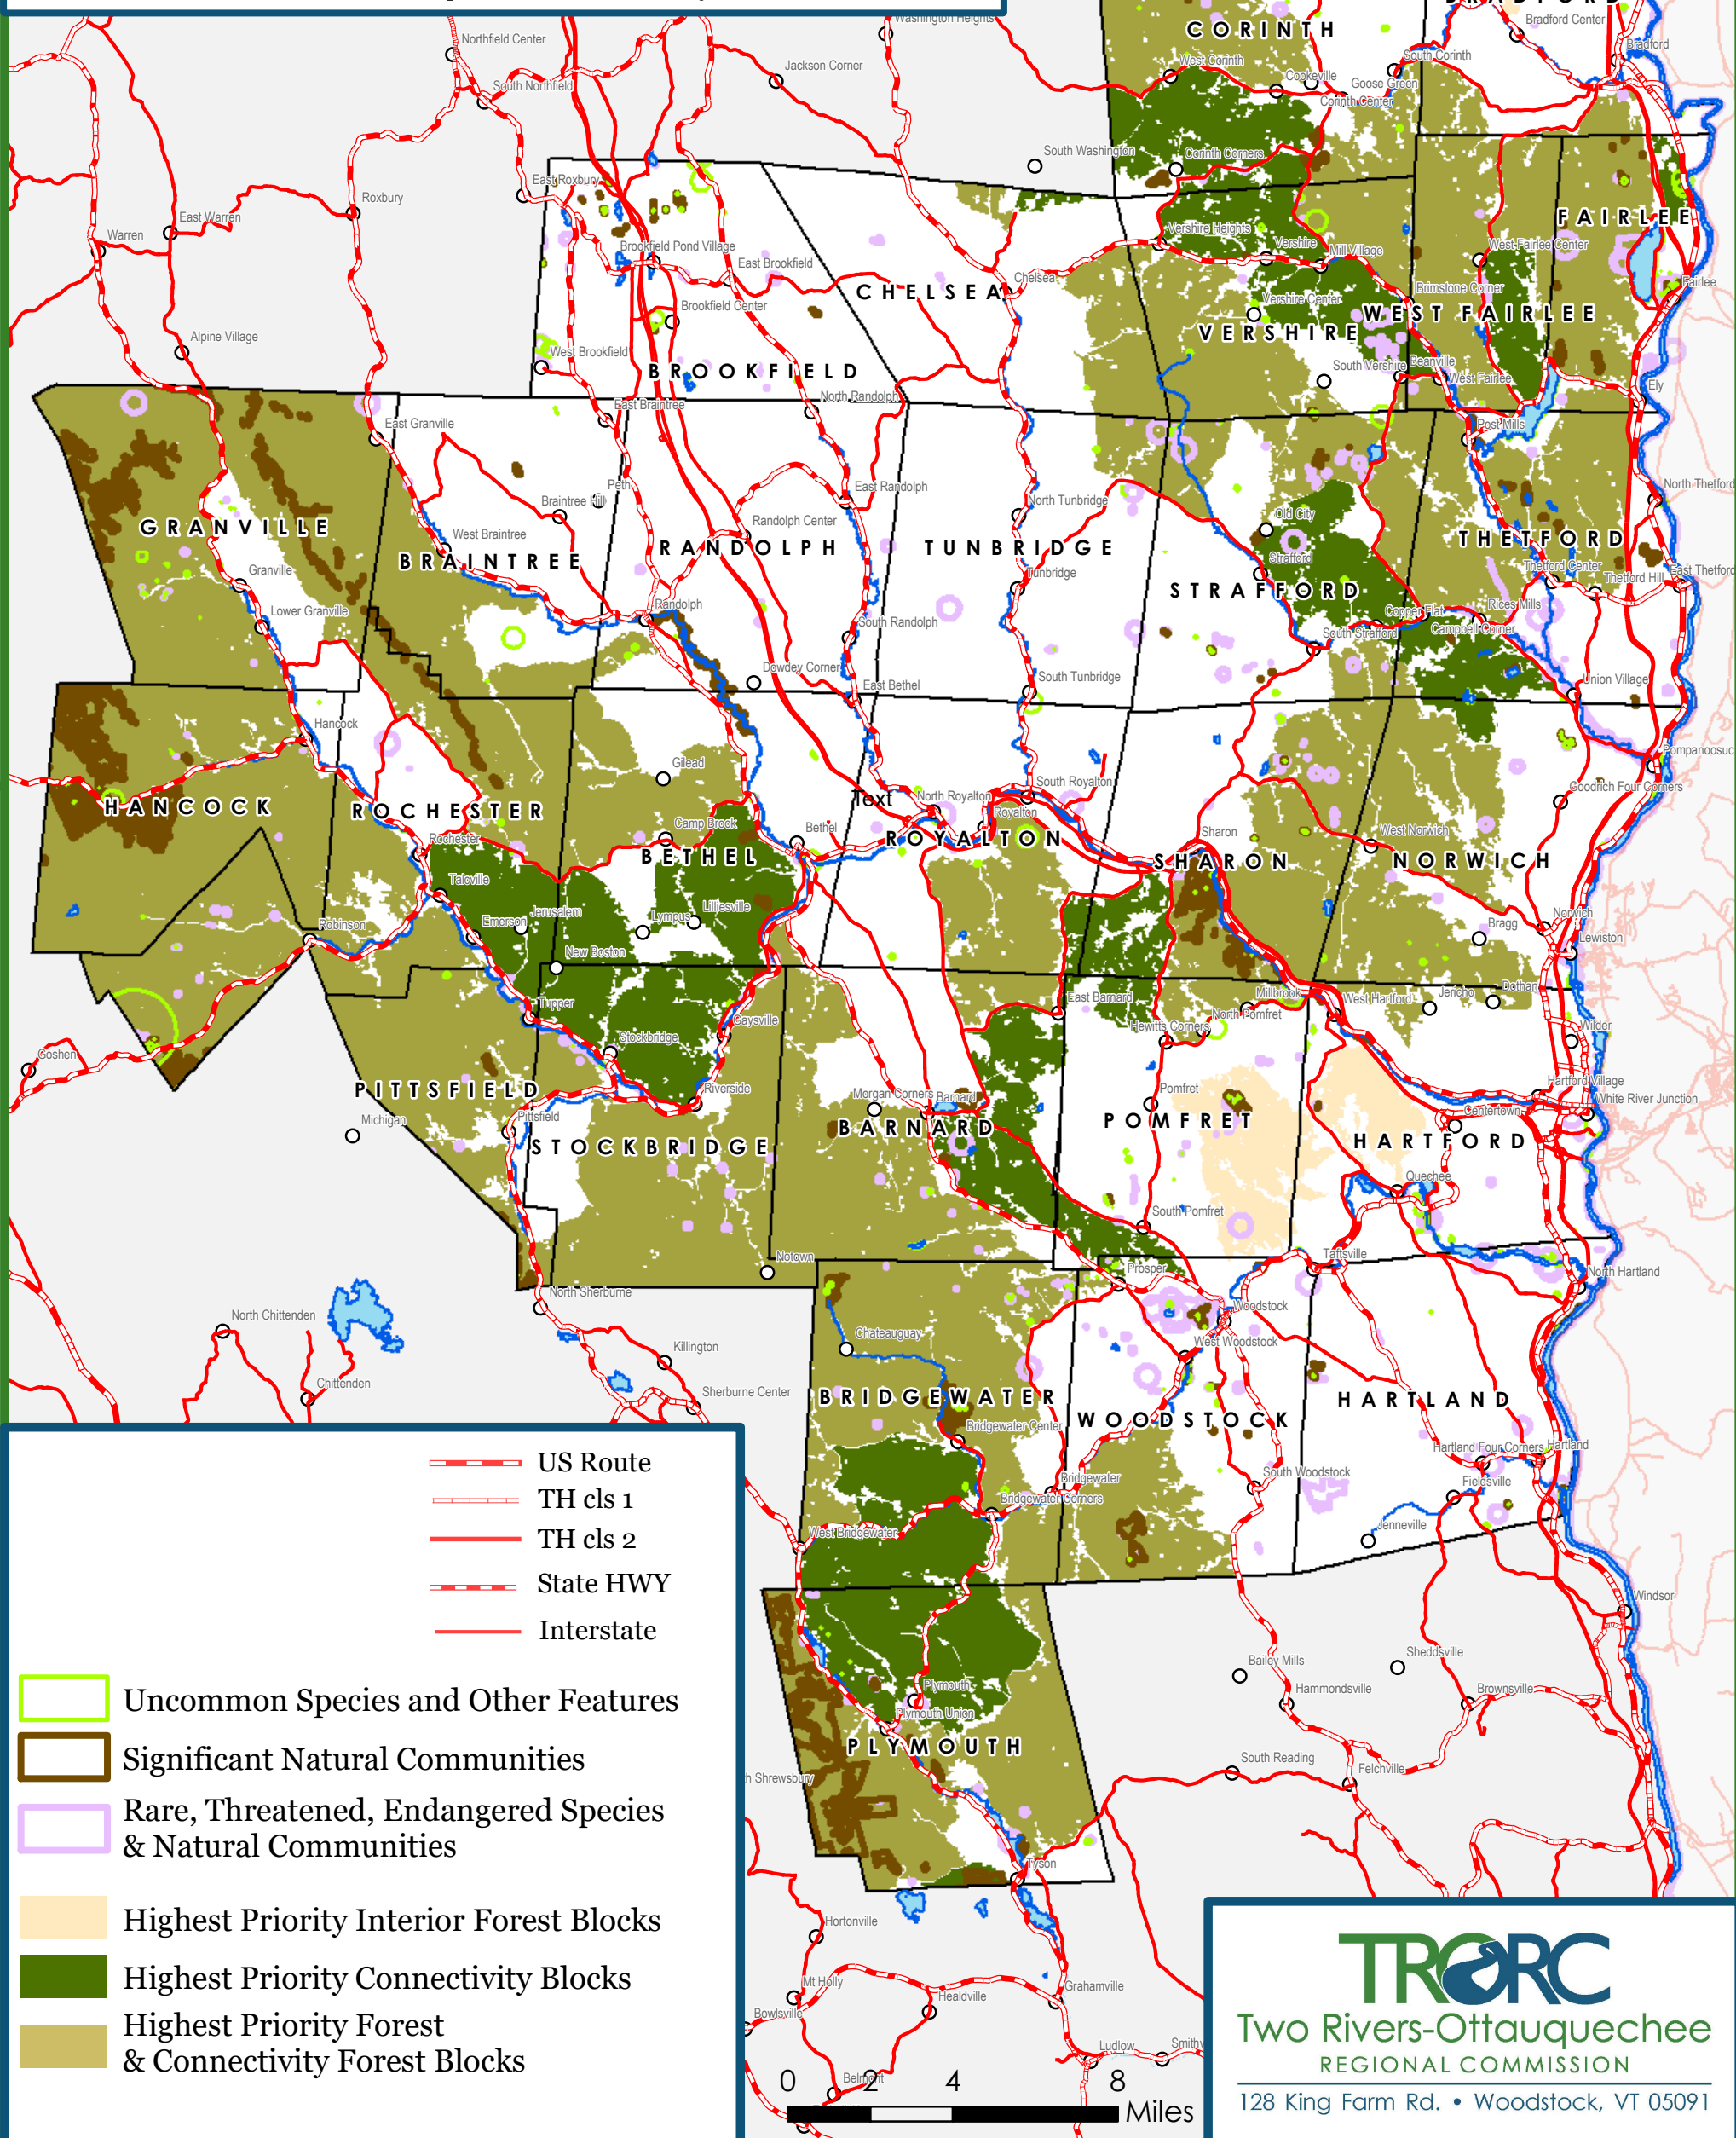 Washington Heights
CORINTH
BRADFORD
Bradford Center
Northfield Center
Bradford
South Corinth
West Corinth
Jackson Corner
Cookeville
Goose Green
South Northfield
Corinth Center
South Washington
Corinth Corners
East Roxbury
Roxbury
East Warren
FAIRLEE
Warren
Vershire Heights
Brookfield Pond Village
Vershire
Mill Village
West Fairlee Center
East Brookfield
Chelsea
Fairlee
CHELSEA
Brimstone Corner
Vershire Center
Brookfield Center
WEST FAIRLEE
VERSHIRE
Alpine Village
West Brookfield
South Vershire
Beanville
BROOKFIELD
West Fairlee
Ely
North Randolph
East Braintree
East Granville
Post Mills
Peth
East Randolph
North Thetford
Braintree Hill
North Tunbridge
Old City
Randolph Center
GRANVILLE
West Braintree
THETFORD
RANDOLPH
TUNBRIDGE
BRAINTREE
Strafford
Thetford Center
Granville
Tunbridge
Thetford Hill
East Thetford
STRAFFORD
Randolph
Rices Mills
Lower Granville
Copper Flat
South Randolph
Campbell Corner
South Strafford
Dowdey Corner
South Tunbridge
Union Village
East Bethel
Hancock
Pompanoosuc
Gilead
South Royalton
Goodrich Four Corners
Text
North Royalton
HANCOCK
ROCHESTER
Royalton
Camp Brook
Bethel
Sharon
West Norwich
Rochester
ROYALTON
BETHEL
SHARON
NORWICH
Talcville
Lilliesville
Jerusalem
Lympus
Norwich
Emerson
Robinson
Bragg
Lewiston
New Boston
Dothan
Jericho
East Barnard
Millbrook
West Hartford
Tupper
North Pomfret
Gaysville
Hewitts Corners
Wilder
Stockbridge
Goshen
Hartford Village
PITTSFIELD
Riverside
Pomfret
Morgan Corners
Barnard
White River Junction
Centertown
Pittsfield
Michigan
POMFRET
BARNARD
HARTFORD
STOCKBRIDGE
Quechee
South Pomfret
Notown
Taftsville
Prosper
North Hartland
North Sherburne
Woodstock
North Chittenden
Chateauguay
West Woodstock
Killington
Chittenden
Sherburne Center
BRIDGEWATER
HARTLAND
WOODSTOCK
Bridgewater Center
Hartland Four Corners
Hartland
South Woodstock
Bridgewater
Fieldsville
Bridgewater Corners
West Bridgewater
Jenneville
Windsor
Sheddsville
Bailey Mills
Plymouth
Hammondsville
Brownsville
Plymouth Union
PLYMOUTH
South Reading
Felchville
Shrewsbury
Tyson
Hortonville
Mt Holly
Grahamville
Healdville
Bowlsville
Ludlow
Belmont
US Route
TH cls 1
TH cls 2
State HWY
Interstate
Uncommon Species and Other Features
Significant Natural Communities
Rare, Threatened, Endangered Species
& Natural Communities
Highest Priority Interior Forest Blocks
Highest Priority Connectivity Blocks
Highest Priority Forest
& Connectivity Forest Blocks
0 2 4 8
Miles
TRORC
Two Rivers-Ottauquechee
REGIONAL COMMISSION
128 King Farm Rd. • Woodstock, VT 05091